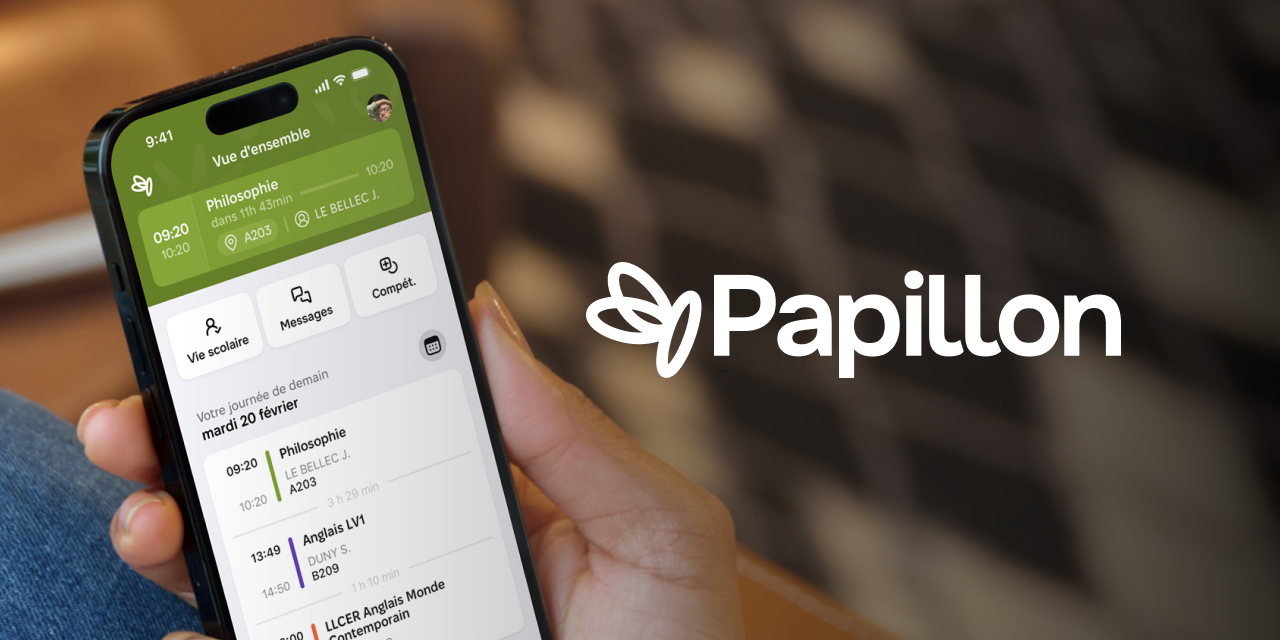 9:41
Vue d'ensemble
09:20
10:20
Philosophie
dans 11h 43min
10:20
A203
LE BELLEC J.
Vie scolaire
Messages
Compét.
Votre journée de demain
mardi 20 février
09:20
10:20
Philosophie
LE BELLEC J.
A203
3 h 29 min
13:49
14:50
Anglais LV1
DUNY S.
B209
1 h 10 min
LLCER Anglais Monde
Contemporain
Papillon